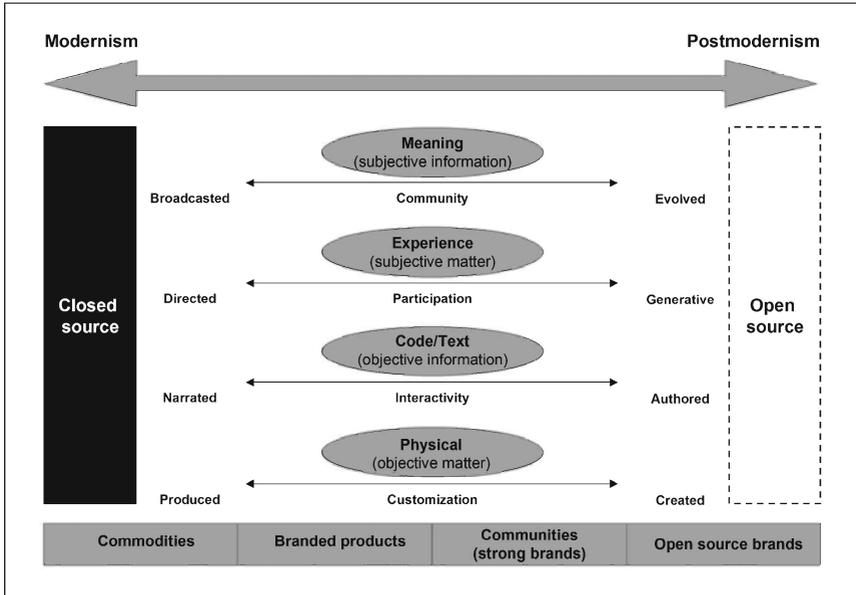 Modernism
Postmodernism
Meaning
(subjective information)
Broadcasted
Community
Evolved
Experience
(subjective matter)
Closed
source
Directed
Participation
Generative
Open
source
Code/Text
(objective information)
Narrated
Interactivity
Authored
Physical
(objective matter)
Produced
Customization
Created
Commodities
Branded products
Communities
(strong brands)
Open source brands